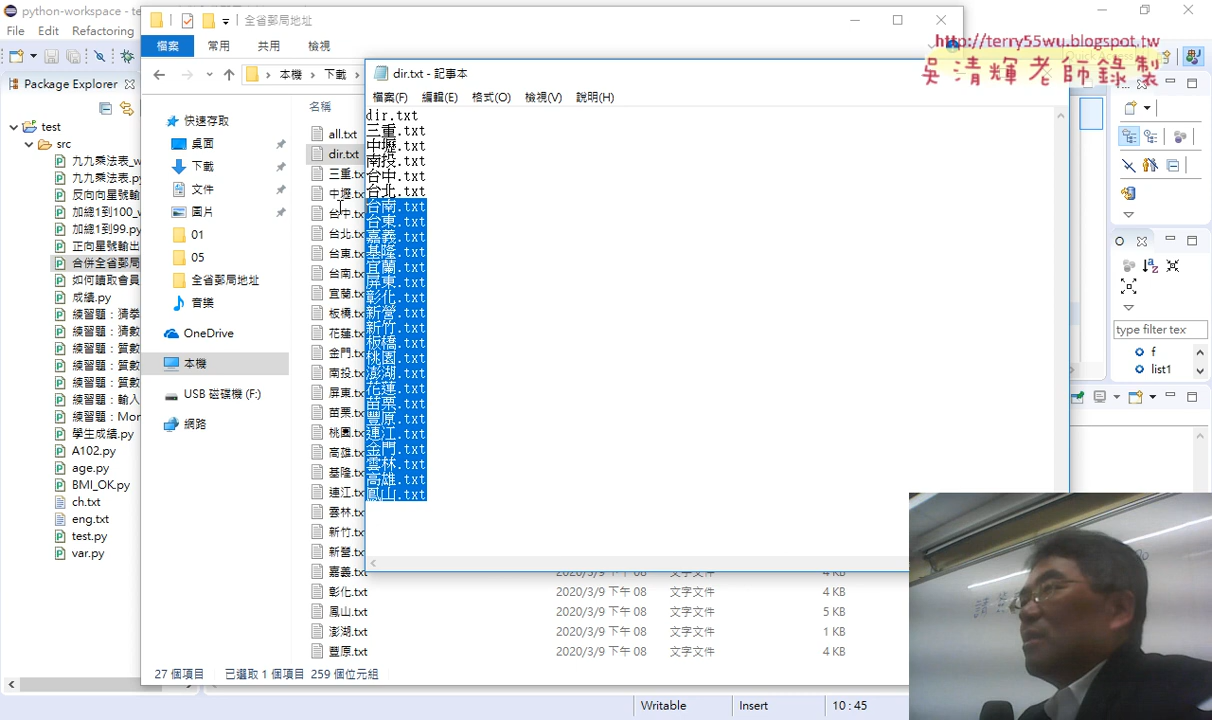 python-workspace - te
File Edit Refactoring
Package Explorer
test
src
九九乘法表_w
九九乘法表.py
反向向星號輸
加總1到100_v
加總1到99.py
正向星號輸出
合併全省郵局
如何讀取會員
成績.py
練習題：猜拳
練習題：猜數
練習題：質數
練習題：質數
練習題：質數
練習題：輸入
練習題：Mor
學生成績.py
A102.py
age.py
BMI_OK.py
ch.txt
eng.txt
test.py
var.py
全省郵局地址
檔案 常用 共用 檢視
本機 › 下載 ›
快速存取
桌面
下載
文件
圖片
01
05
全省郵局地址
音樂
OneDrive
本機
USB 磁碟機 (F:)
網路
名稱
all.txt
dir.txt
三重.tx
中壢.tx
台中.tx
台北.tx
台東.tx
台南.tx
宜蘭.tx
板橋.tx
花蓮.tx
金門.tx
南投.tx
屏東.tx
苗栗.tx
桃園.tx
高雄.tx
基隆.tx
連江.tx
雲林.tx
新竹.tx
新營.tx
嘉義.txt 2020/3/9 下午 08 文字文件 4 KB
彰化.txt 2020/3/9 下午 08 文字文件 4 KB
鳳山.txt 2020/3/9 下午 08 文字文件 5 KB
澎湖.txt 2020/3/9 下午 08 文字文件 1 KB
豐原.txt 2020/3/9 下午 08 文字文件 4 KB
27 個項目 已選取 1 個項目 259 個位元組
dir.txt - 記事本
檔案(F) 編輯(E) 格式(O) 檢視(V) 說明(H)
dir.txt
三重.txt
中壢.txt
南投.txt
台中.txt
台北.txt
台南.txt
台東.txt
嘉義.txt
基隆.txt
宜蘭.txt
屏東.txt
彰化.txt
新營.txt
新竹.txt
板橋.txt
桃園.txt
澎湖.txt
花蓮.txt
苗栗.txt
豐原.txt
連江.txt
金門.txt
雲林.txt
高雄.txt
鳳山.txt
http://terry55wu.blogspot.tw
吳清輝老師錄製
type filter tex
f
list1
Writable Insert 10 : 45